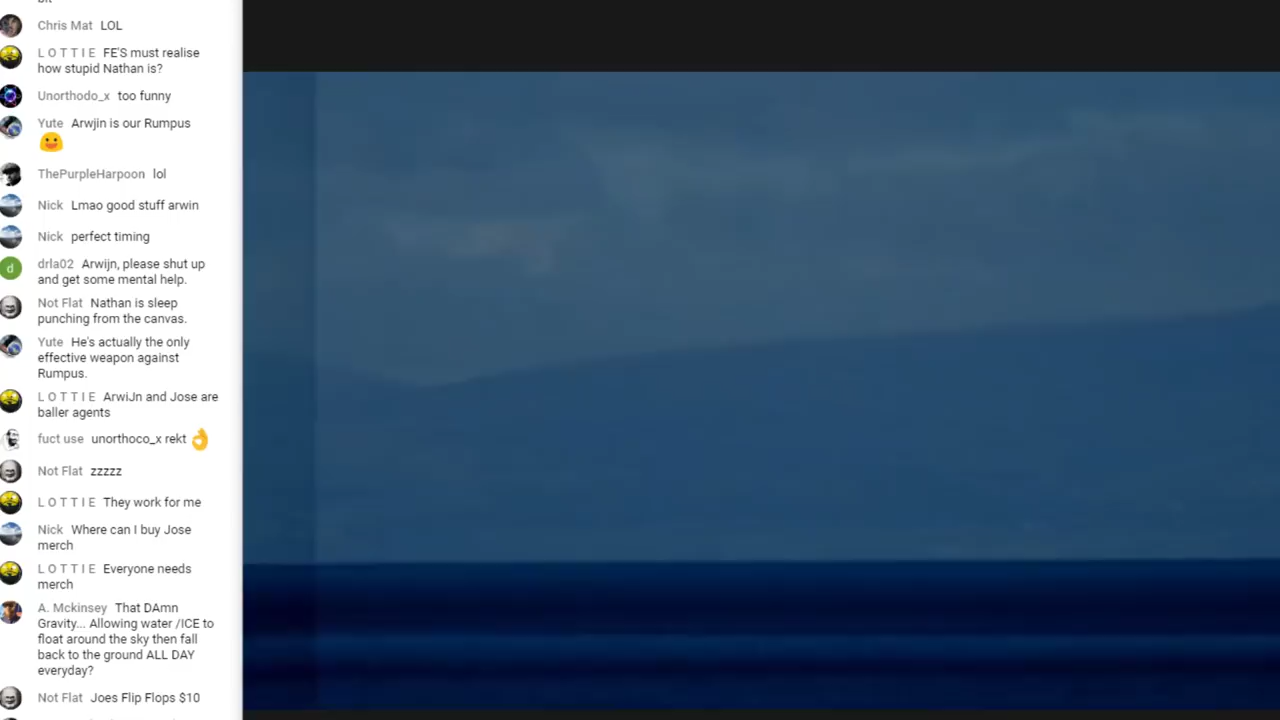 Chris Mat LOL
L O T T I E FE'S must realise
how stupid Nathan is?
Unorthodo_x too funny
Yute Arwjin is our Rumpus
ThePurpleHarpoon lol
Nick Lmao good stuff arwin
Nick perfect timing
d
drla02 Arwijn, please shut up
and get some mental help.
Not Flat Nathan is sleep
punching from the canvas.
Yute He's actually the only
effective weapon against
Rumpus.
L O T T I E ArwiJn and Jose are
baller agents
fuct use unorthoco_x rekt 👌
Not Flat zzzzz
L O T T I E They work for me
Nick Where can I buy Jose
merch
L O T T I E Everyone needs
merch
A. Mckinsey That DAmn
Gravity... Allowing water /ICE to
float around the sky then fall
back to the ground ALL DAY
everyday?
Not Flat Joes Flip Flops $10